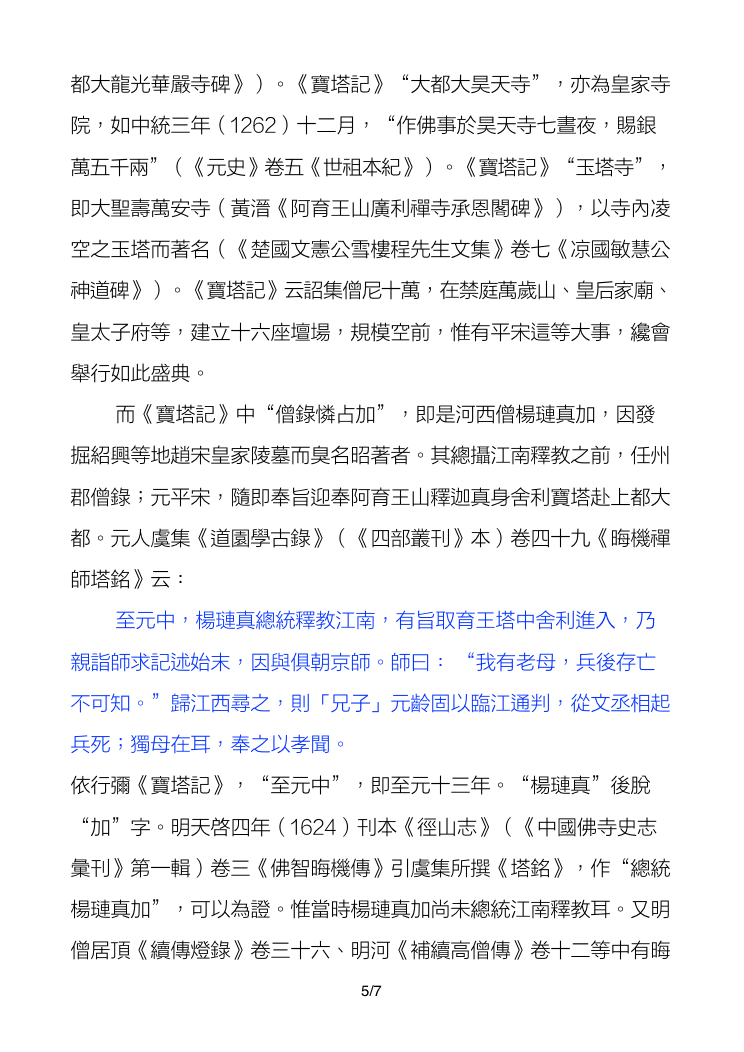 都大龍光華嚴寺碑》）。《寶塔記》“大都大昊天寺”，亦為皇家寺
院，如中統三年（1262）十二月，“作佛事於昊天寺七晝夜，賜銀
萬五千兩”（《元史》卷五《世祖本紀》）。《寶塔記》“玉塔寺”，
即大聖壽萬安寺（黃溍《阿育王山廣利禪寺承恩閣碑》），以寺內凌
空之玉塔而著名（《楚國文憲公雪樓程先生文集》卷七《凉國敏慧公
神道碑》）。《寶塔記》云詔集僧尼十萬，在禁庭萬歲山、皇后家廟、
皇太子府等，建立十六座壇場，規模空前，惟有平宋這等大事，纔會
舉行如此盛典。
而《寶塔記》中“僧錄憐占加”，即是河西僧楊璉真加，因發
掘紹興等地趙宋皇家陵墓而臭名昭著者。其總攝江南釋教之前，任州
郡僧錄；元平宋，隨即奉旨迎奉阿育王山釋迦真身舍利寶塔赴上都大
都。元人虞集《道園學古錄》（《四部叢刊》本）卷四十九《晦機禪
師塔銘》云：
至元中，楊璉真總統釋教江南，有旨取育王塔中舍利進入，乃
親詣師求記述始末，因與俱朝京師。師曰：“我有老母，兵後存亡
不可知。”歸江西尋之，則「兄子」元齡固以臨江通判，從文丞相起
兵死；獨母在耳，奉之以孝聞。
依行彌《寶塔記》，“至元中”，即至元十三年。“楊璉真”後脫
“加”字。明天啓四年（1624）刊本《徑山志》（《中國佛寺史志
彙刊》第一輯）卷三《佛智晦機傳》引虞集所撰《塔銘》，作“總統
楊璉真加”，可以為證。惟當時楊璉真加尚未總統江南釋教耳。又明
僧居頂《續傳燈錄》卷三十六、明河《補續高僧傳》卷十二等中有晦
5/7